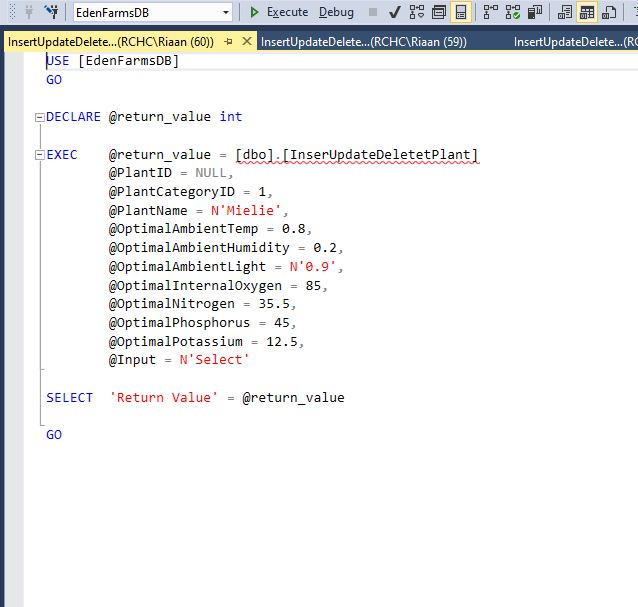 EdenFarmsDB Execute Debug
InsertUpdateDelete...(RCHC\Riaan (60)) InsertUpdateDelete...(RCHC\Riaan (59)) InsertUpdateDelete...(RC
USE [EdenFarmsDB]
GO
DECLARE @return_value int
EXEC @return_value = [dbo].[InserUpdateDeletetPlant]
@PlantID = NULL,
@PlantCategoryID = 1,
@PlantName = N'Mielie',
@OptimalAmbientTemp = 0.8,
@OptimalAmbientHumidity = 0.2,
@OptimalAmbientLight = N'0.9',
@OptimalInternalOxygen = 85,
@OptimalNitrogen = 35.5,
@OptimalPhosphorus = 45,
@OptimalPotassium = 12.5,
@Input = N'Select'
SELECT 'Return Value' = @return_value
GO